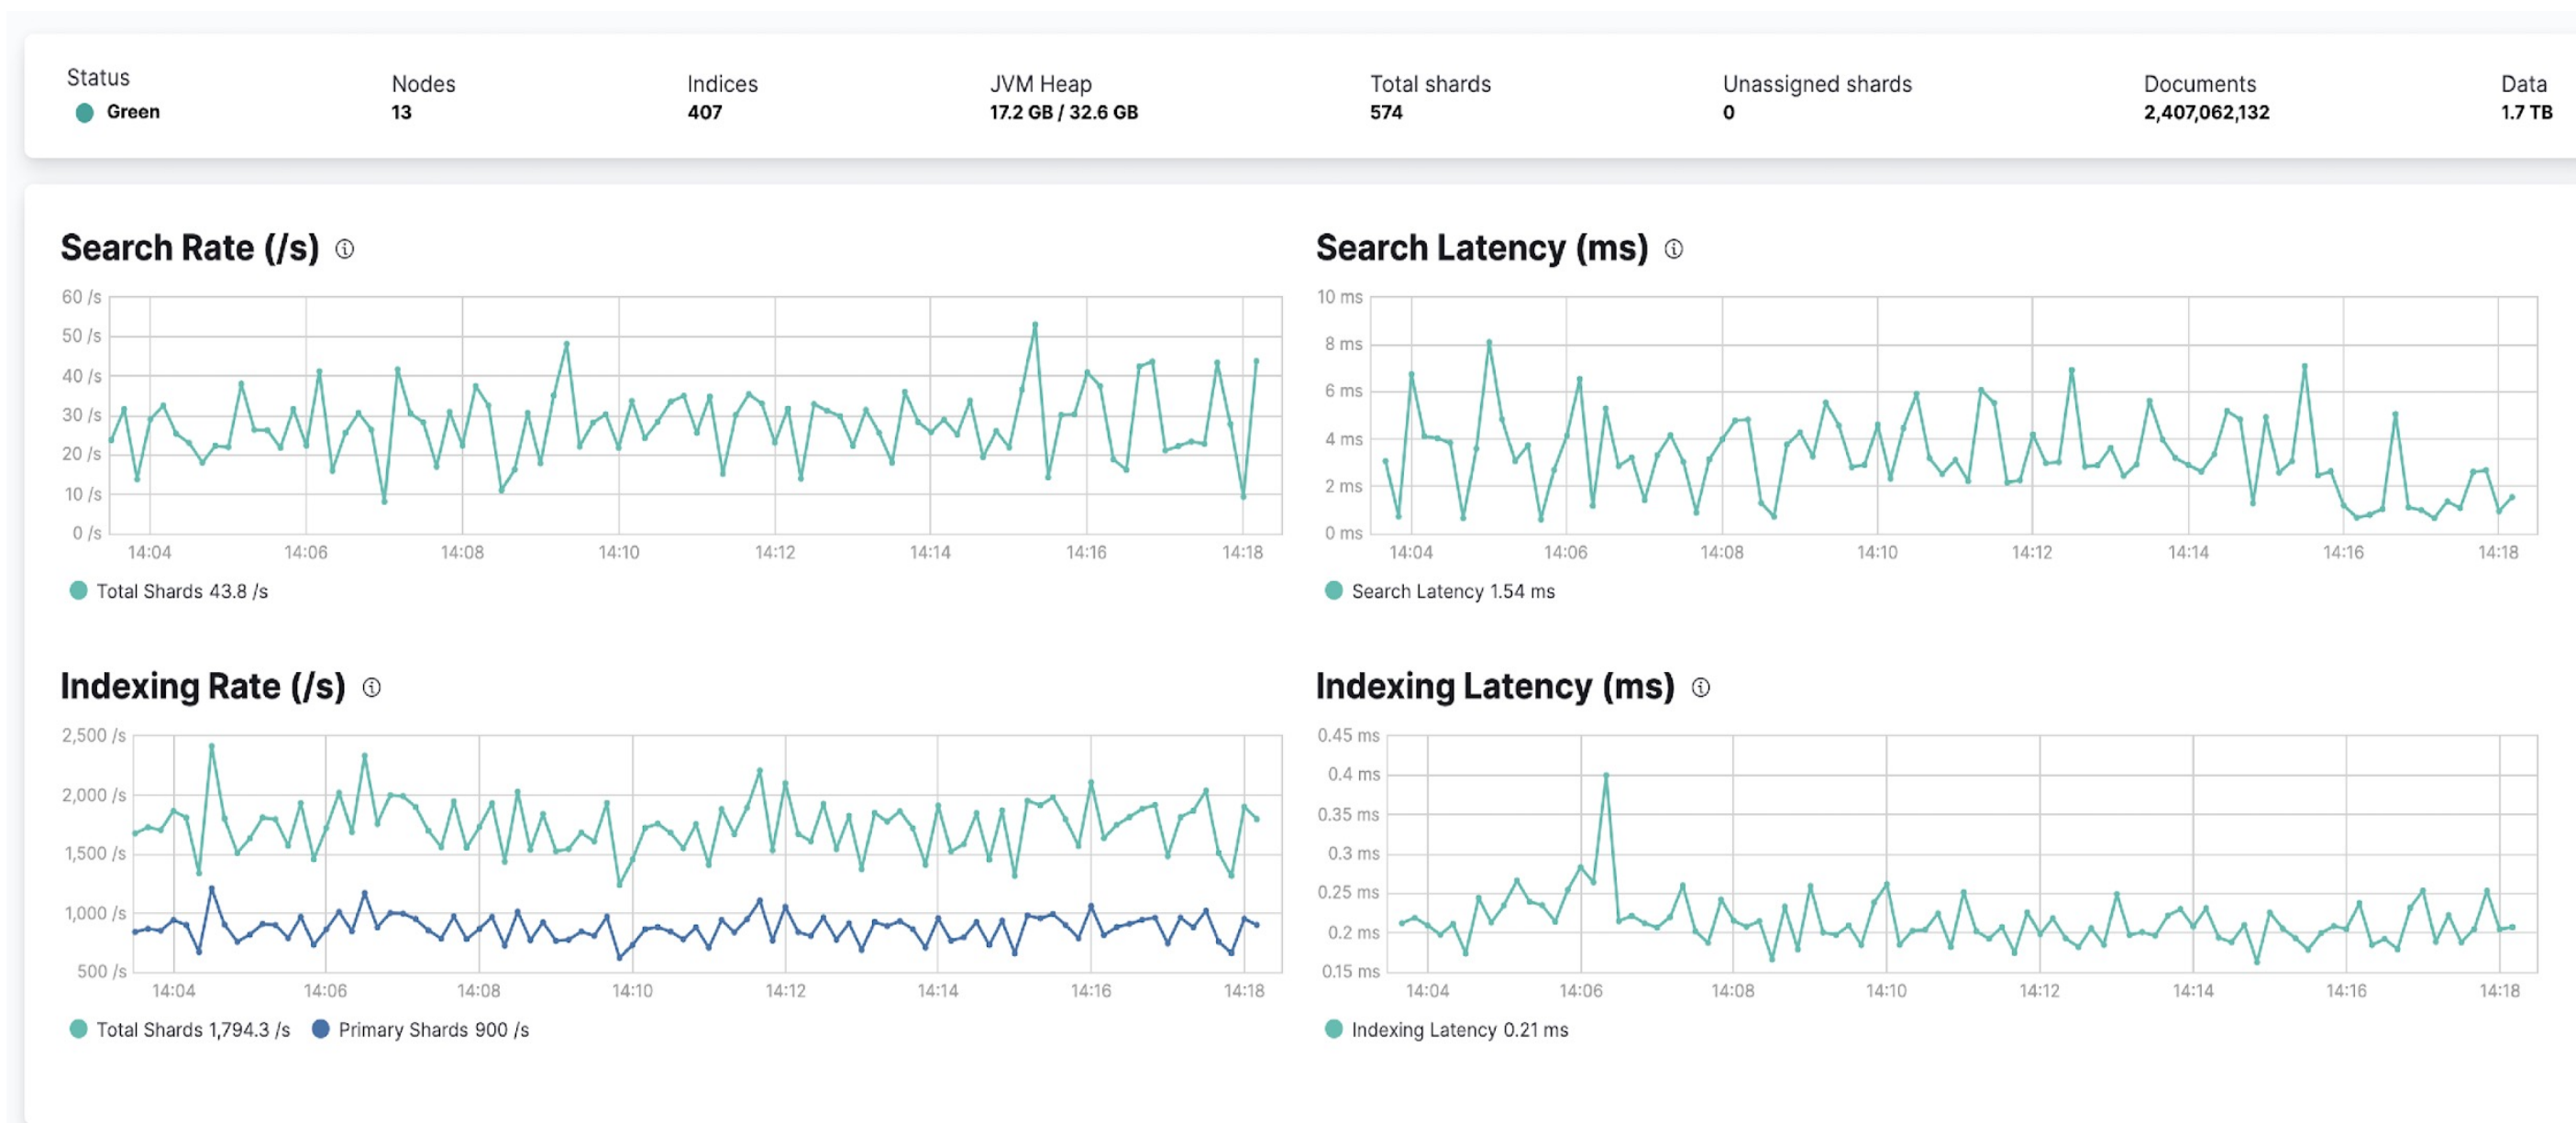 Status
Green
Nodes
13
Indices
407
JVM Heap
17.2 GB / 32.6 GB
Total shards
574
Unassigned shards
0
Documents
2,407,062,132
Data
1.7 TB
Search Rate (/s)
60 /s
50 /s
40 /s
30 /s
20 /s
10 /s
0 /s
14:04 14:06 14:08 14:10 14:12 14:14 14:16 14:18
Total Shards 43.8 /s
Search Latency (ms)
10 ms
8 ms
6 ms
4 ms
2 ms
0 ms
14:04 14:06 14:08 14:10 14:12 14:14 14:16 14:18
Search Latency 1.54 ms
Indexing Rate (/s)
2,500 /s
2,000 /s
1,500 /s
1,000 /s
500 /s
14:04 14:06 14:08 14:10 14:12 14:14 14:16 14:18
Total Shards 1,794.3 /s Primary Shards 900 /s
Indexing Latency (ms)
0.45 ms
0.4 ms
0.35 ms
0.3 ms
0.25 ms
0.2 ms
0.15 ms
14:04 14:06 14:08 14:10 14:12 14:14 14:16 14:18
Indexing Latency 0.21 ms